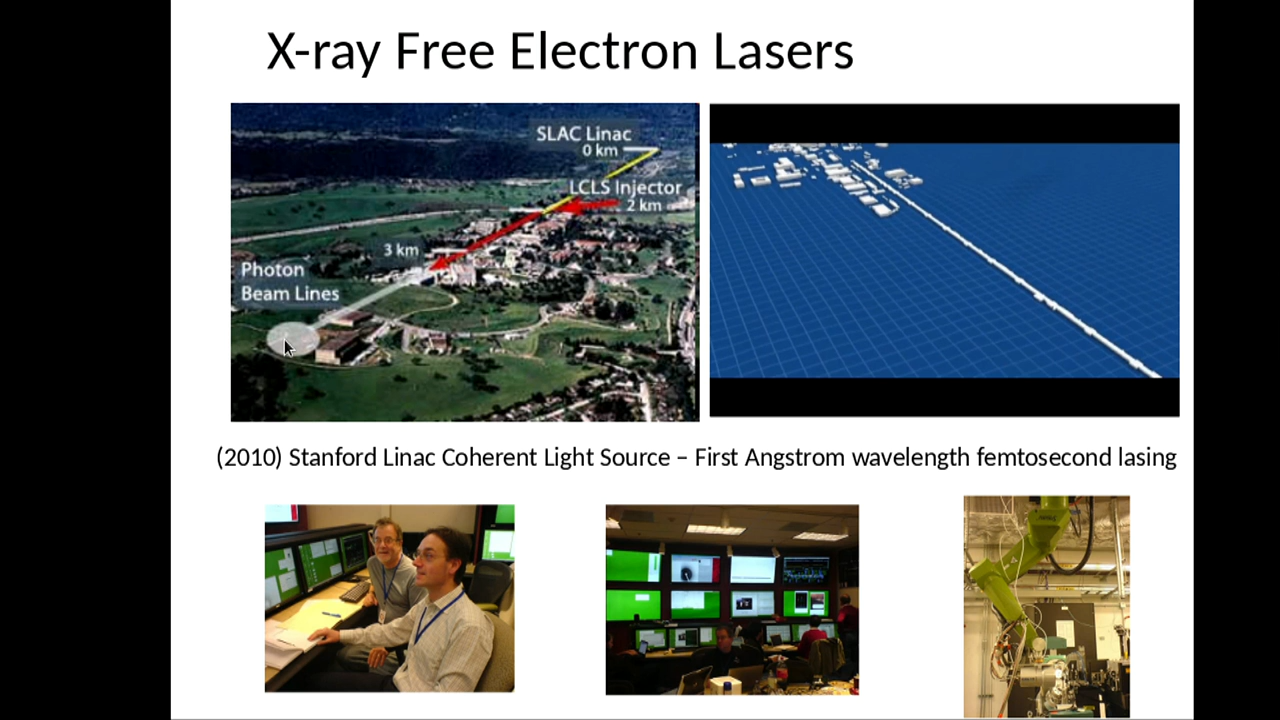 X-ray Free Electron Lasers
SLAC Linac
0 km
LCLS Injector
2 km
3 km
Photon
Beam Lines
(2010) Stanford Linac Coherent Light Source – First Angstrom wavelength femtosecond lasing